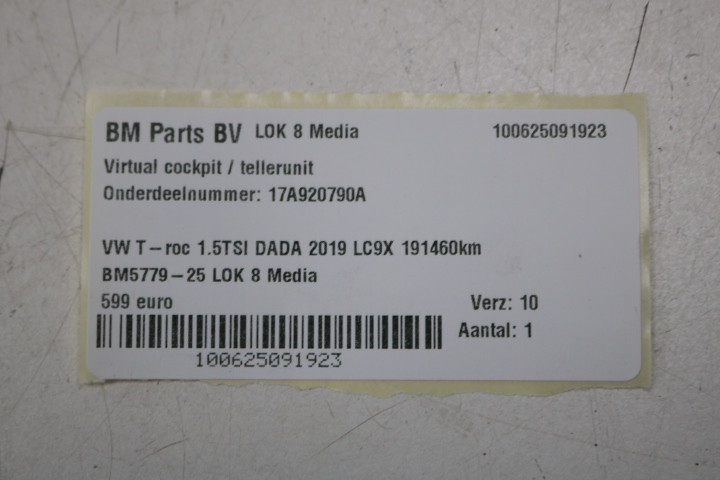 BM Parts BV LOK 8 Media 100625091923
Virtual cockpit / tellerunit
Onderdeelnummer: 17A920790A
VW T-roc 1.5TSI DADA 2019 LC9X 191460km
BM5779-25 LOK 8 Media
599 euro Verz: 10
Aantal: 1
100625091923